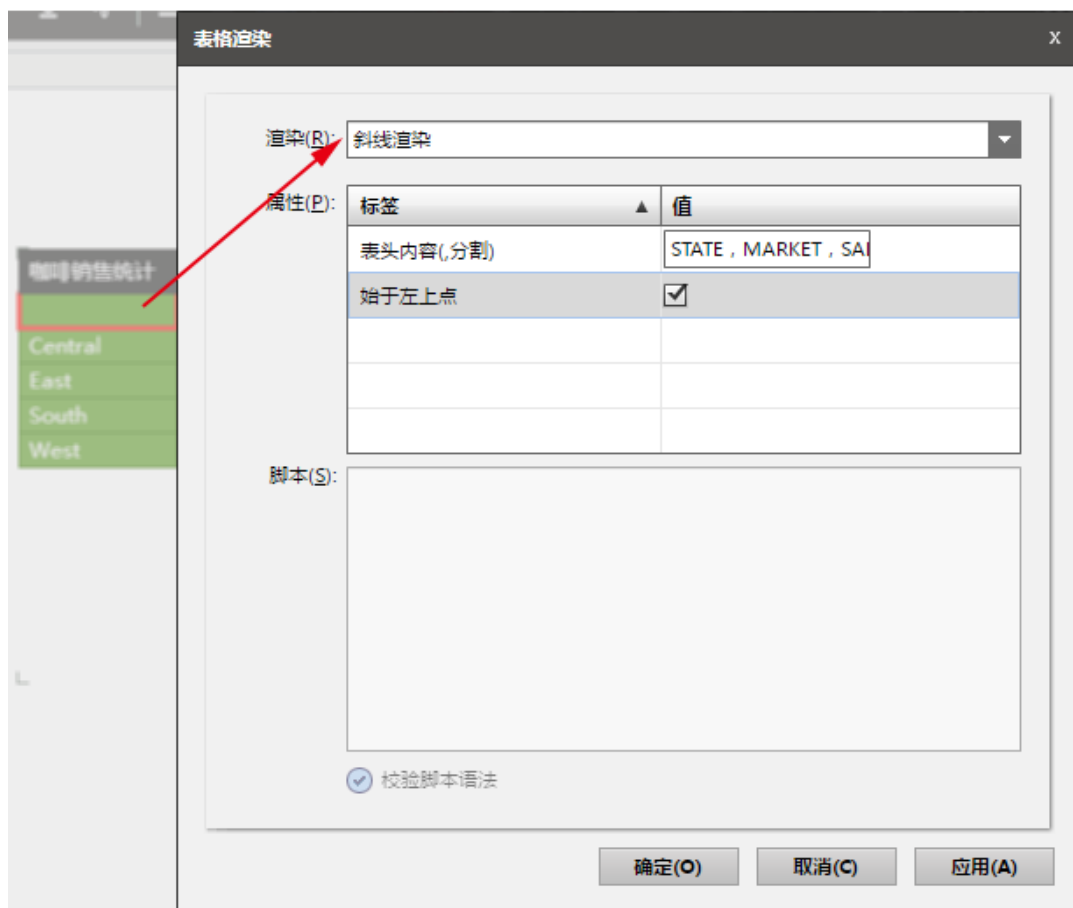 表格渲染
x
渲染(R):
斜线渲染
属性(P):
标签 ▲ 值
表头内容(,分割) STATE , MARKET , SAI
始于左上点
咖啡销售统计
Central
East
South
West
脚本(S):
校验脚本语法
确定(O) 取消(C) 应用(A)